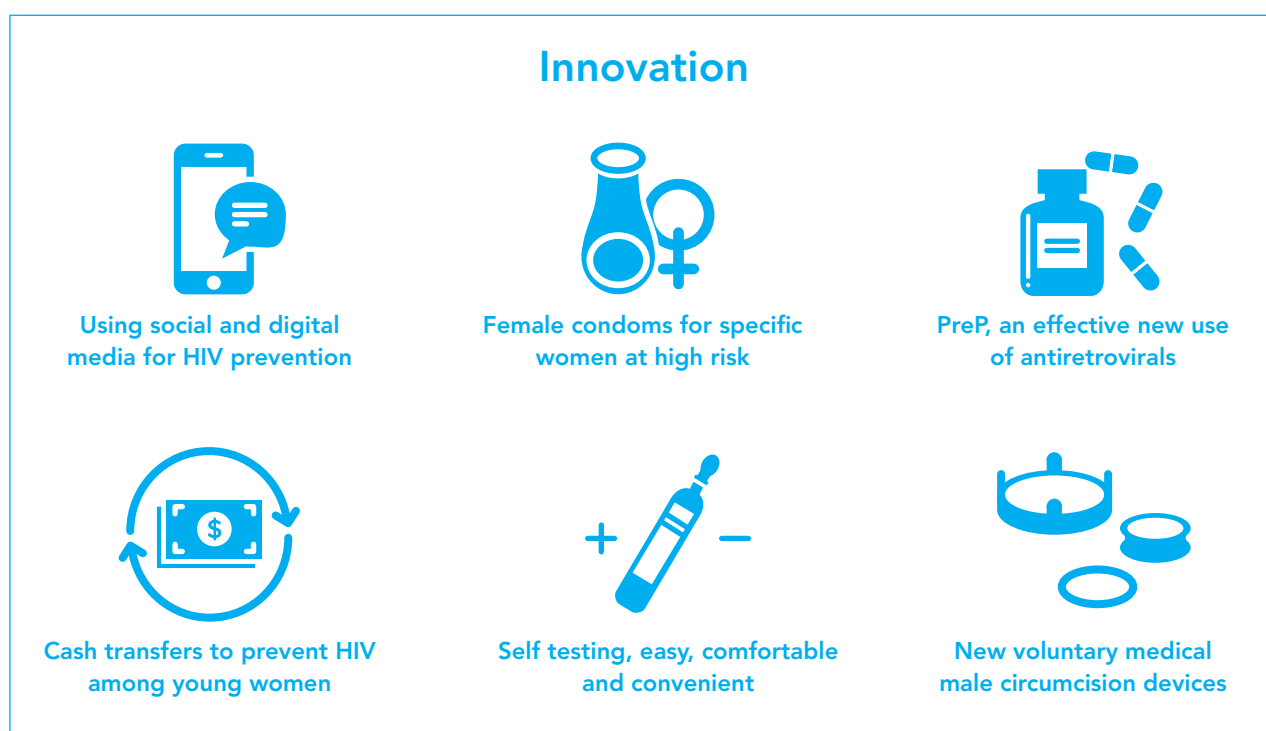 Innovation
Using social and digital
media for HIV prevention
Female condoms for specific
women at high risk
PreP, an effective new use
of antiretrovirals
$
Cash transfers to prevent HIV
among young women
Self testing, easy, comfortable
and convenient
New voluntary medical
male circumcision devices